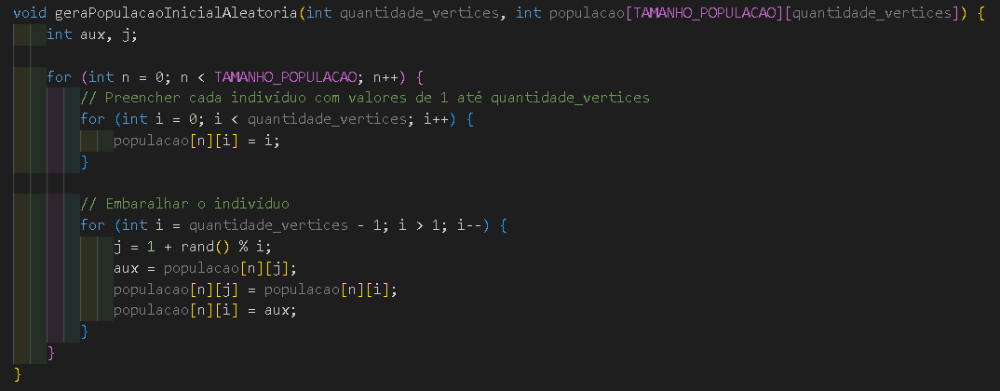 void geraPopulacaoInicialAleatoria(int quantidade_vertices, int populacao[TAMANHO_POPULACAO][quantidade_vertices]) {
    int aux, j;

    for (int n = 0; n < TAMANHO_POPULACAO; n++) {
        // Preencher cada indivíduo com valores de 1 até quantidade_vertices
        for (int i = 0; i < quantidade_vertices; i++) {
            populacao[n][i] = i;
        }

        // Embaralhar o indivíduo
        for (int i = quantidade_vertices - 1; i > 1; i--) {
            j = 1 + rand() % i;
            aux = populacao[n][j];
            populacao[n][j] = populacao[n][i];
            populacao[n][i] = aux;
        }
    }
}